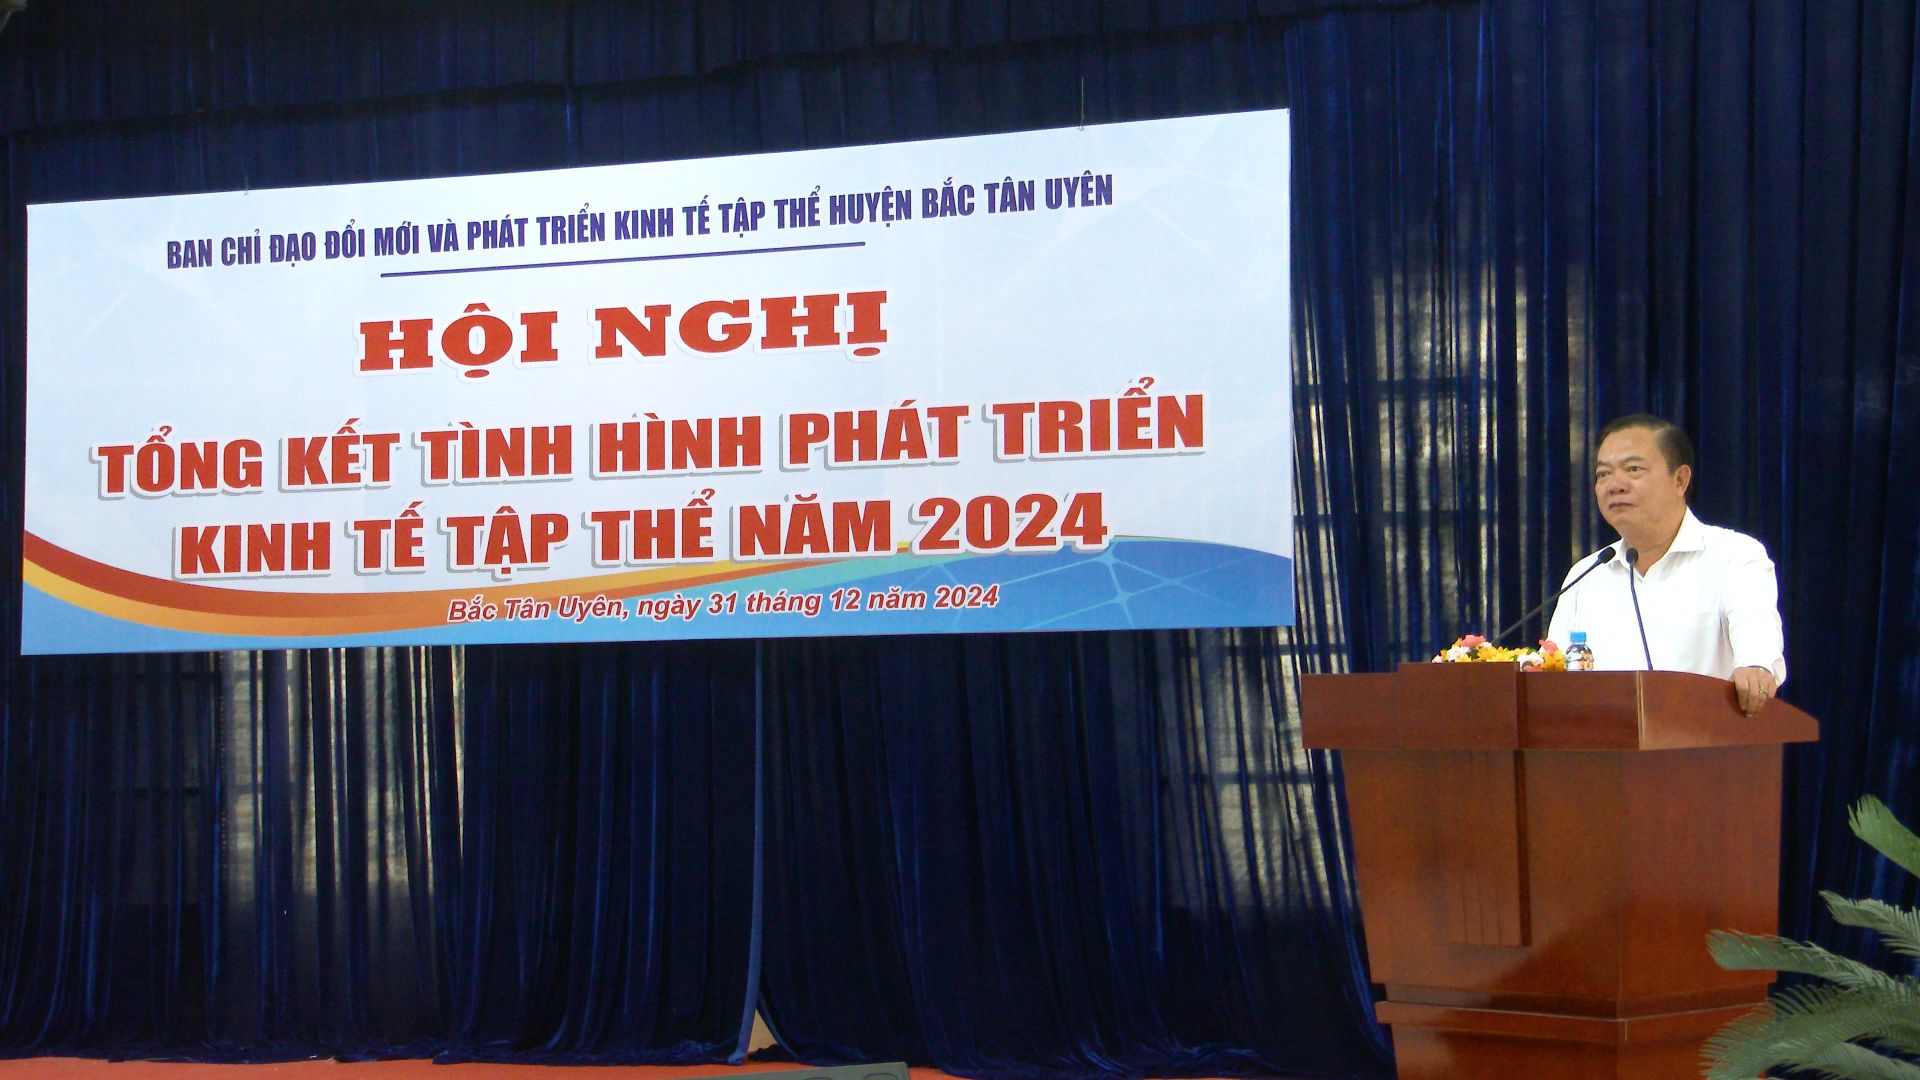 BAN CHỈ ĐẠO ĐỔI MỚI VÀ PHÁT TRIỂN KINH TẾ TẬP THỂ HUYỆN BẮC TÂN UYÊN
HỘI NGHỊ
TỔNG KẾT TÌNH HÌNH PHÁT TRIỂN
KINH TẾ TẬP THỂ NĂM 2024
Bắc Tân Uyên, ngày 31 tháng 12 năm 2024